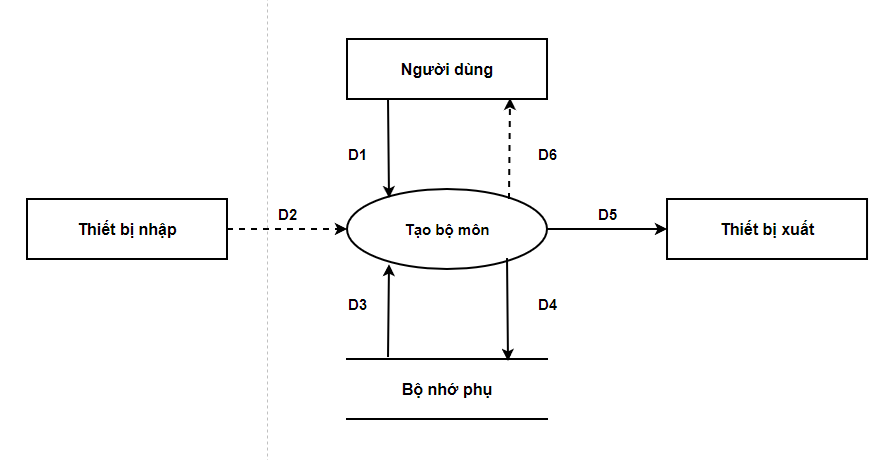 Người dùng
D1
D6
Thiết bị nhập
D2
Tạo bộ môn
D5
Thiết bị xuất
D3
D4
Bộ nhớ phụ